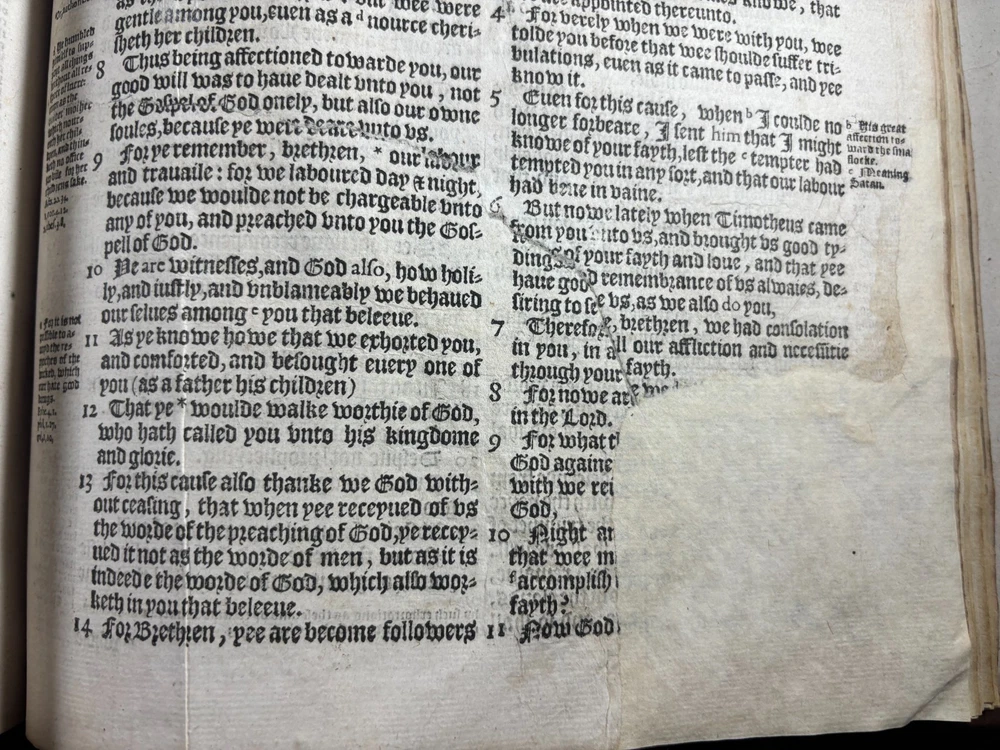 gentle among you, euen as a d nource cheri-
sheth her children.
8 Thus being affectioned towarde you, our
good will was to haue dealt vnto you, not
the Gospel of God onely, but also our owne
soules, because ye were deare vnto vs.
9 For ye remember, brethren, * our labour
and trauaile: for we laboured day & night,
because we woulde not be chargeable vnto
any of you, and preached vnto you the Gos-
pell of God.
10 Ye are witnesses, and God also, how holi-
ly, and iustly, and vnblameably we behaued
our selues among e you that beleeue.
11 As ye knowe howe that we exhorted you,
and comforted, and besought euery one of
you (as a father his children)
12 That ye * woulde walke worthie of God,
who hath called you vnto his kingdome
and glorie.
13 For this cause also thanke we God with-
out ceasing, that when yee receyued of vs
the worde of the preaching of God, ye recey-
ued it not as the worde of men, but as it is
indeede the worde of God, which also wor-
keth in you that beleeue.
14 For Brethren, yee are become followers
appointed thereunto.
4 For verely when we were with you, wee
tolde you before that wee shoulde suffer tri-
bulations, euen as it came to passe, and yee
know it.
5 Euen for this cause, when b I coulde no
longer forbeare, I sent him that I might
knowe of your fayth, lest the c tempter had
tempted you in any sort, and that our labour
had bene in vaine.
6 But nowe lately when Timotheus came
from you vnto vs, and brought vs good ty-
dings of your fayth and loue, and that yee
haue good remembrance of vs alwaies, de-
siring to see vs, as we also do you,
7 Therefo, brethren, we had consolation
in you, in all our affliction and necessitie
through your fayth.
8 For nowe are we
in the Lord.
9 For what t
God againe
with we rei
God,
10 Night an
that wee m
f accomplish
fayth?
11 Now God
b His great
affection to-
ward the sma
flocke.
c Meaning
Satan.